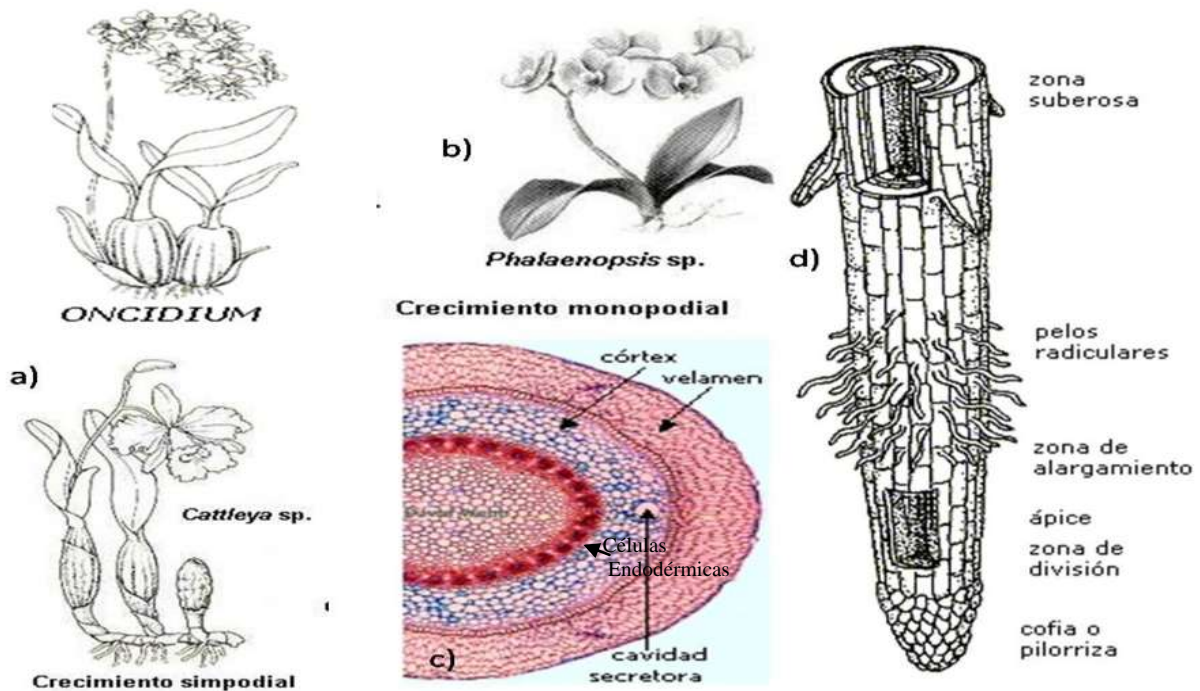 ONCIDIUM
a)
Cattleya sp.
Crecimiento simpodial
b)
Phalaenopsis sp.
Crecimiento monopodial
córtex
velamen
Células
Endodérmicas
c)
cavidad
secretora
d)
zona
suberosa
pelos
radiculares
zona de
alargamiento
ápice
zona de
división
cofia o
pilorriza